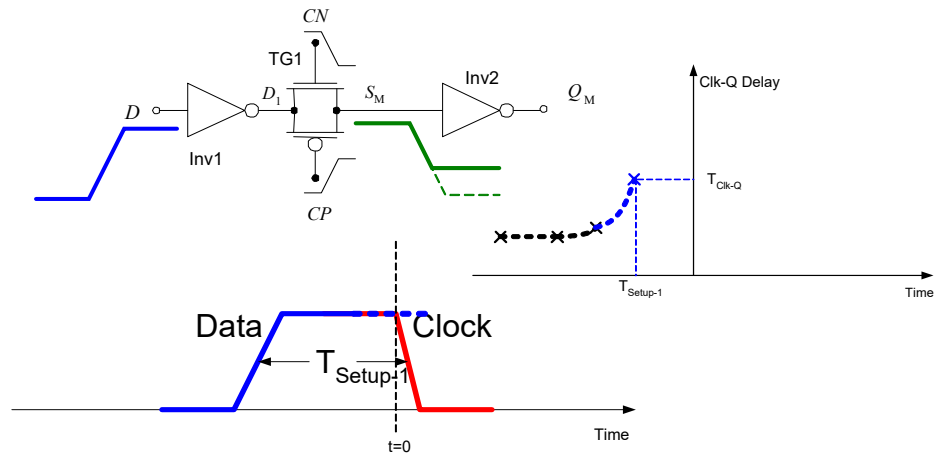 CN
TG1
Inv2
D
D1
SM
QM
Inv1
CP
Clk-Q Delay
TClk-Q
TSetup-1
Time
Data
Clock
TSetup-1
Time
t=0